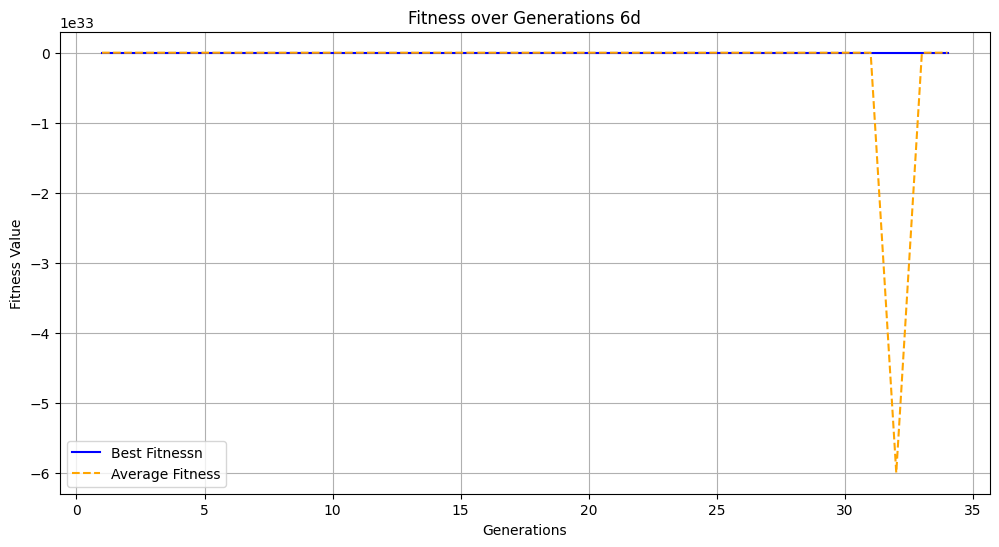 Fitness over Generations 6d
1e33
0
−1
−2
−3
−4
−5
−6
Fitness Value
Best Fitnessn
Average Fitness
0 5 10 15 20 25 30 35
Generations